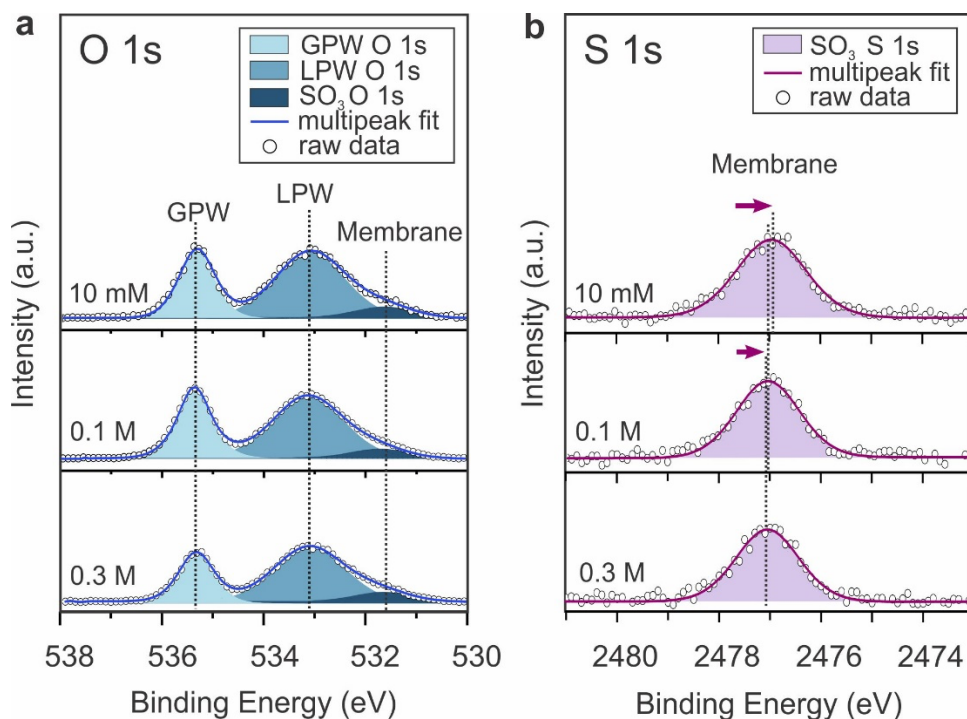 a
O 1s
GPW O 1s
LPW O 1s
SO₃ O 1s
multipeak fit
raw data
GPW
LPW
Membrane
10 mM
0.1 M
0.3 M
Intensity (a.u.)
538 536 534 532 530
Binding Energy (eV)
b
S 1s
SO₃ S 1s
multipeak fit
raw data
Membrane
10 mM
0.1 M
0.3 M
Intensity (a.u.)
2480 2478 2476 2474
Binding Energy (eV)